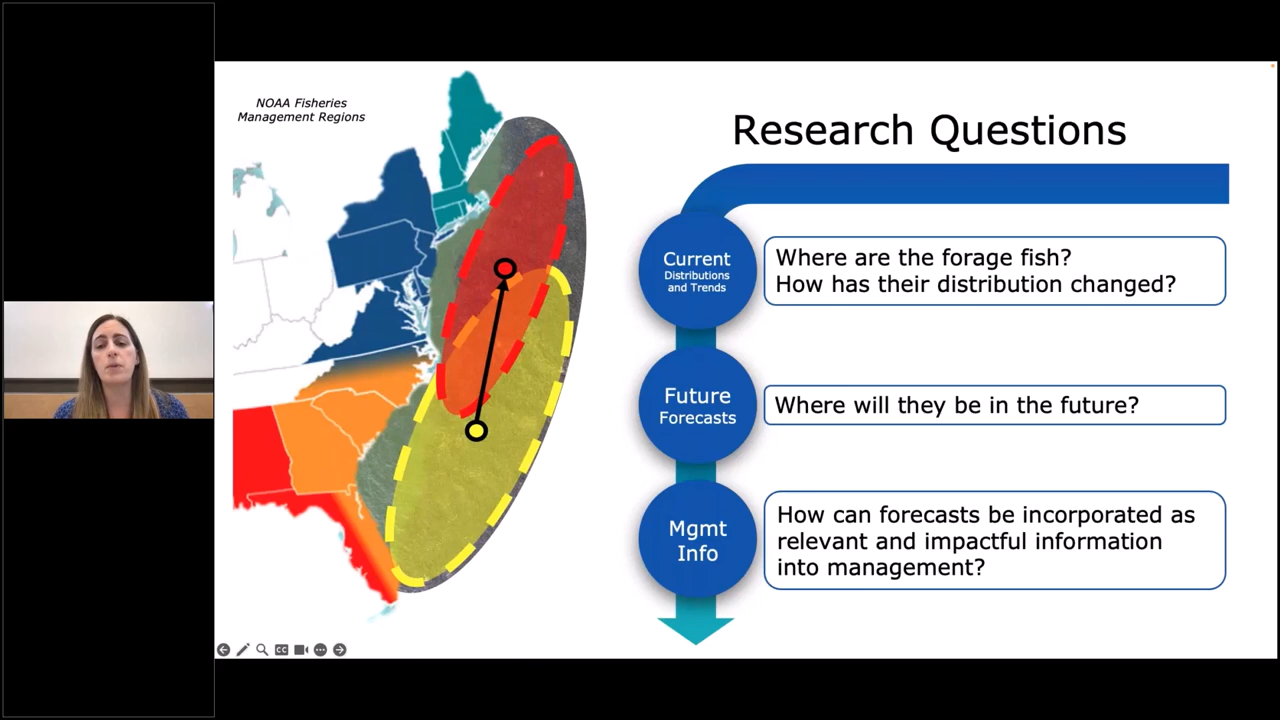 NOAA Fisheries
Management Regions
Research Questions
Current
Distributions
and Trends
Where are the forage fish?
How has their distribution changed?
Future
Forecasts
Where will they be in the future?
Mgmt
Info
How can forecasts be incorporated as
relevant and impactful information
into management?
CC